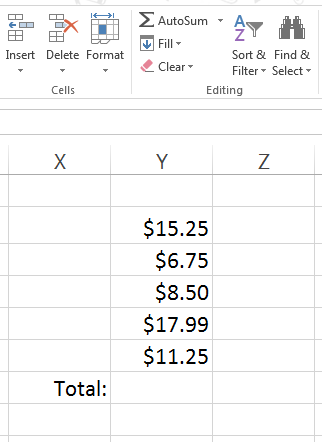 AutoSum
Insert Delete Format
Fill
Clear
Sort & Find &
Filter Select
Cells
Editing
X Y Z
$15.25
$6.75
$8.50
$17.99
$11.25
Total: